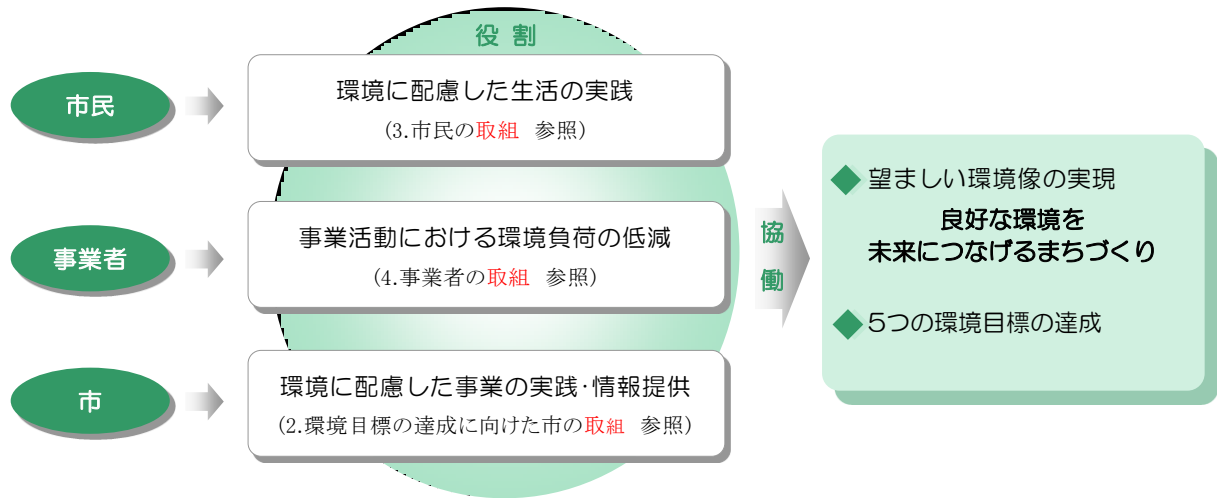 役割
市民
環境に配慮した生活の実践
(3.市民の取組 参照)
事業者
事業活動における環境負荷の低減
(4.事業者の取組 参照)
市
環境に配慮した事業の実践・情報提供
(2.環境目標の達成に向けた市の取組 参照)
協働
◆望ましい環境像の実現
良好な環境を
未来につなげるまちづくり
◆5つの環境目標の達成